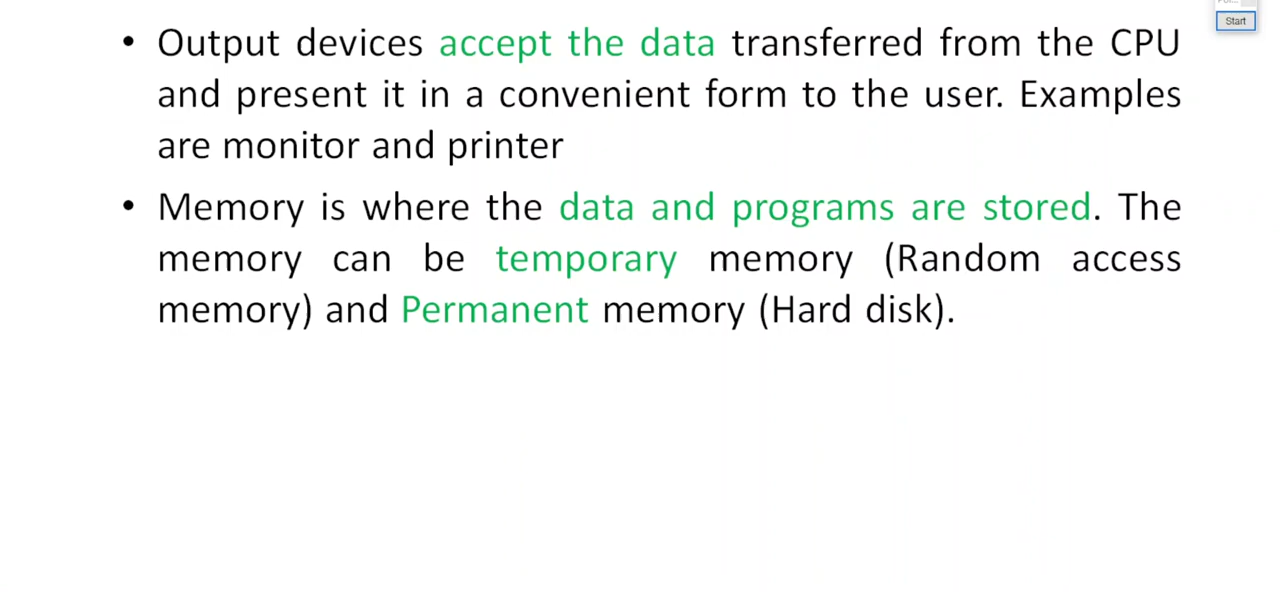 Start
• Output devices accept the data transferred from the CPU
and present it in a convenient form to the user. Examples
are monitor and printer
• Memory is where the data and programs are stored. The
memory can be temporary memory (Random access
memory) and Permanent memory (Hard disk).